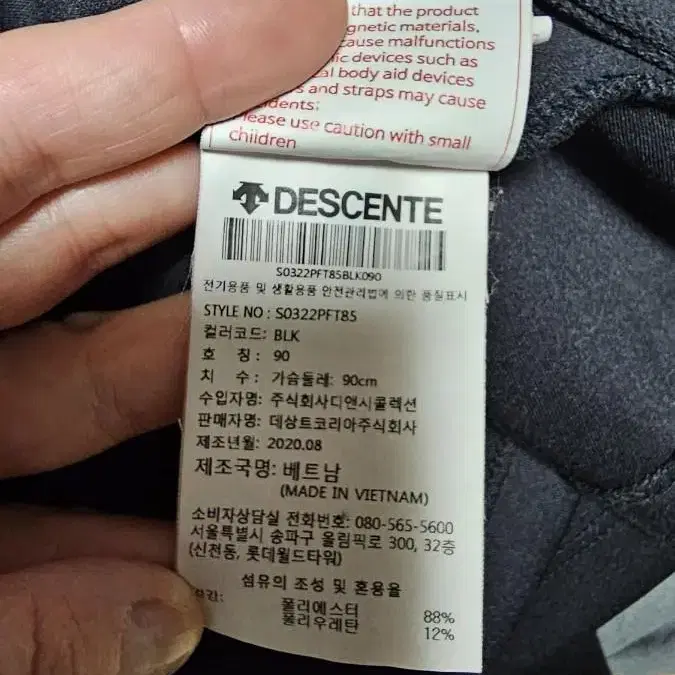 that the product
gnetic materials,
cause malfunctions
ic devices such as
al body aid devices
s and straps may cause
idents;
Please use caution with small
children
DESCENTE
S0322PFT85BLK090
전기용품 및 생활용품 안전관리법에 의한 품질표시
STYLE NO : S0322PFT85
컬러코드: BLK
호 칭 : 90
치 수 : 가슴둘레: 90cm
수입자명: 주식회사디앤시콜렉션
판매자명: 데상트코리아주식회사
제조년월: 2020.08
제조국명: 베트남
(MADE IN VIETNAM)
소비자상담실 전화번호: 080-565-5600
서울특별시 송파구 올림픽로 300, 32층
(신천동, 롯데월드타워)
섬유의 조성 및 혼용율
겉감: 폴리에스터 88%
폴리우레탄 12%